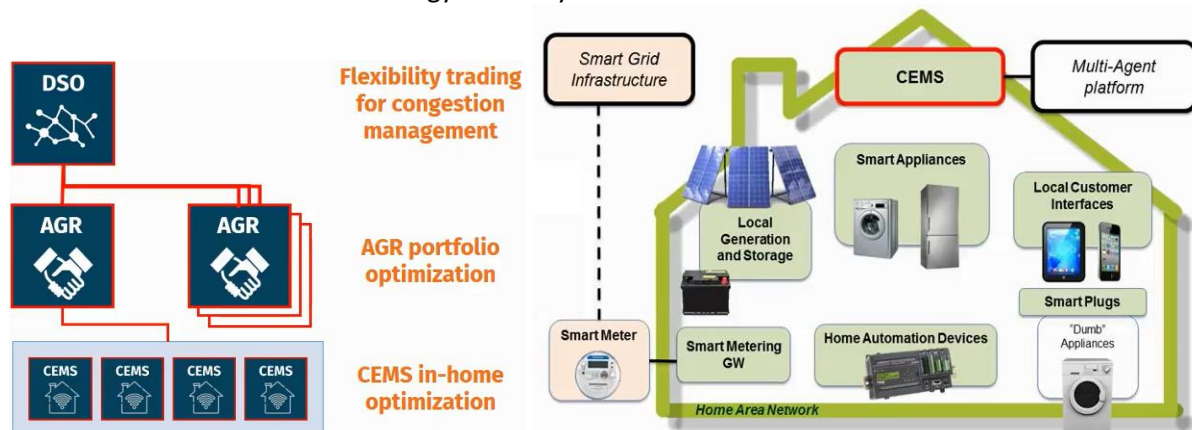 DSO
Flexibility trading
for congestion
management
AGR
AGR
AGR portfolio
optimization
CEMS
CEMS
CEMS
CEMS
CEMS in-home
optimization
Smart Grid
Infrastructure
CEMS
Multi-Agent
platform
Smart Appliances
Local Customer
Interfaces
Local
Generation
and Storage
Smart Plugs
"Dumb"
Appliances
Smart Meter
Smart Metering
GW
Home Automation Devices
Home Area Network